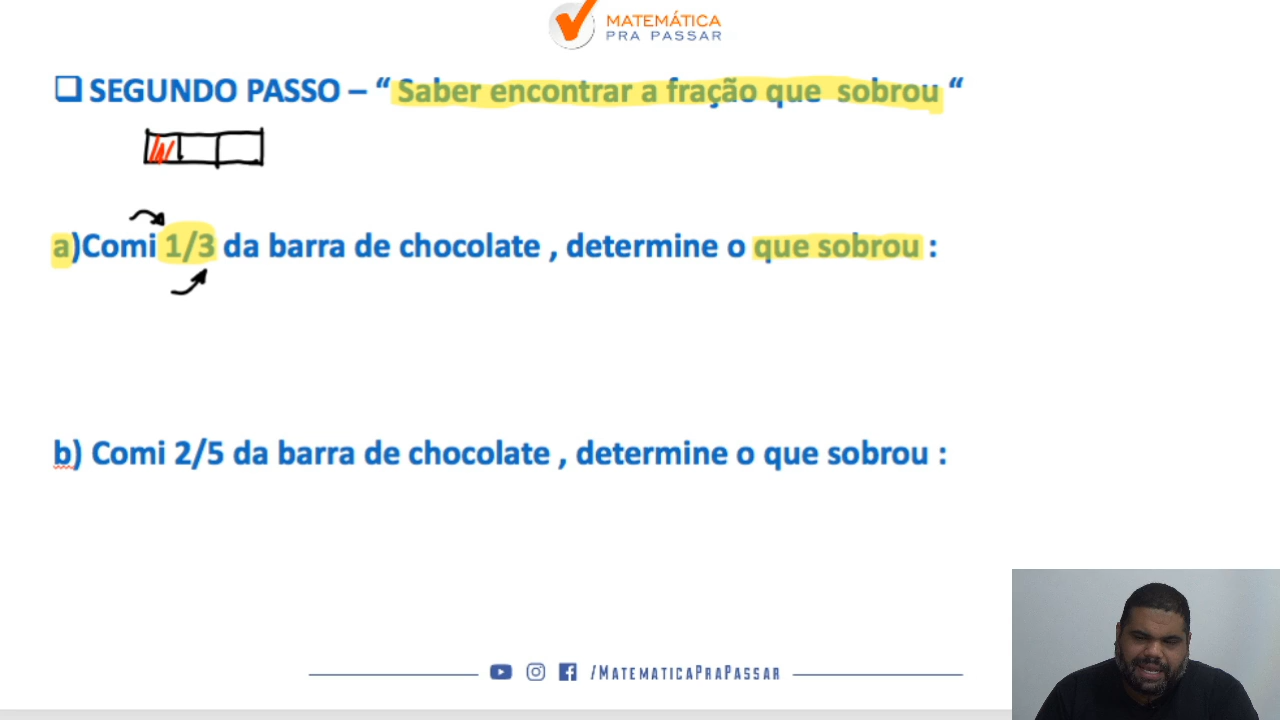 MATEMÁTICA
PRA PASSAR
SEGUNDO PASSO – “ Saber encontrar a fração que sobrou “
a)Comi 1/3 da barra de chocolate , determine o que sobrou :
b) Comi 2/5 da barra de chocolate , determine o que sobrou :
/MATEMATICAPRAPASSAR